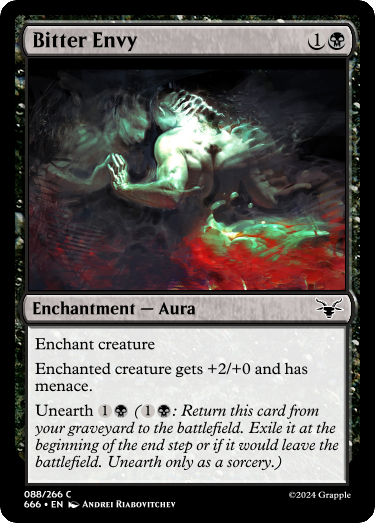 Bitter Envy 1
Enchantment — Aura
Enchant creature
Enchanted creature gets +2/+0 and has
menace.
Unearth 1 (1: Return this card from
your graveyard to the battlefield. Exile it at the
beginning of the end step or if it would leave the
battlefield. Unearth only as a sorcery.)
088/266 C
666 • EN Andrei Riabovitchev
©2024 Grapple